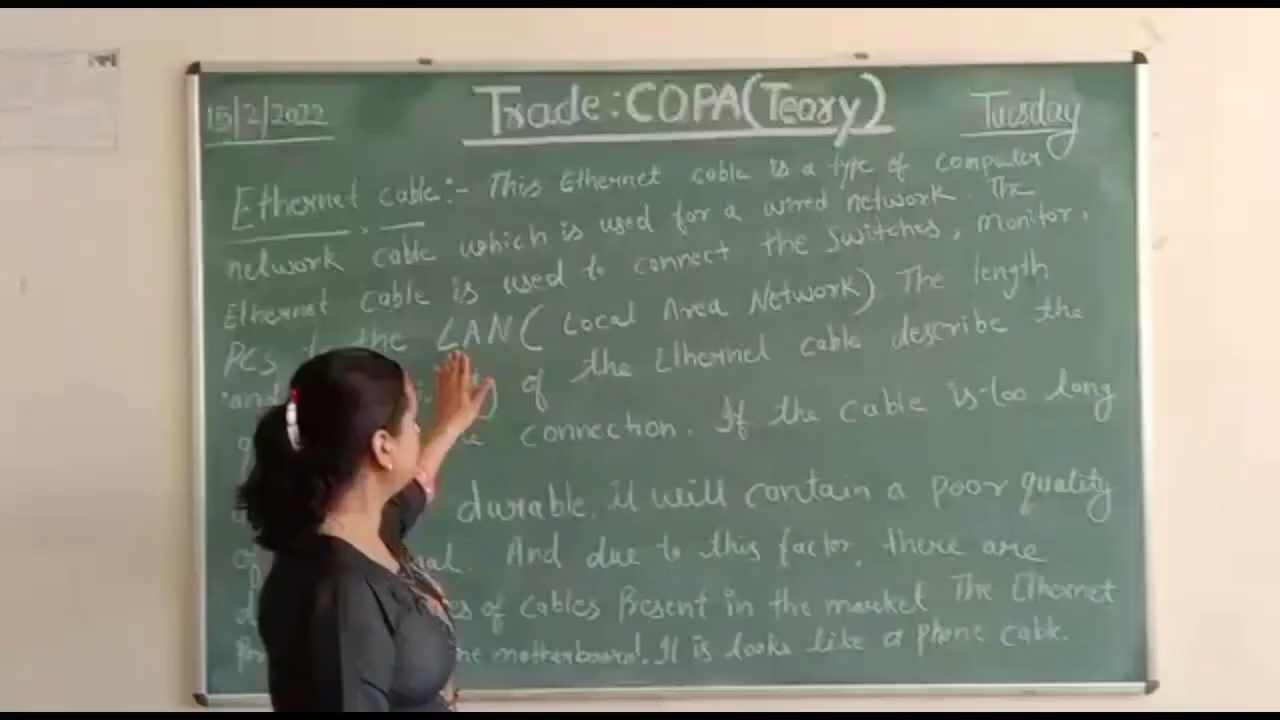 15/2/2022
Trade:COPA(Teory)
Tuesday
Ethernet cable:- This Ethernet cable is a type of computer
network cable which is used for a wired network. The
Ethernet cable is used to connect the switches, monitor,
PCs to the LAN( Local Area Network) The length
and of the Ethernet cable describe the
connection. If the cable is too long
durable, it will contain a poor quality
of And due to this factor, there are
of cables Present in the market The Ethernet
motherboard. It is looks like a phone cable.